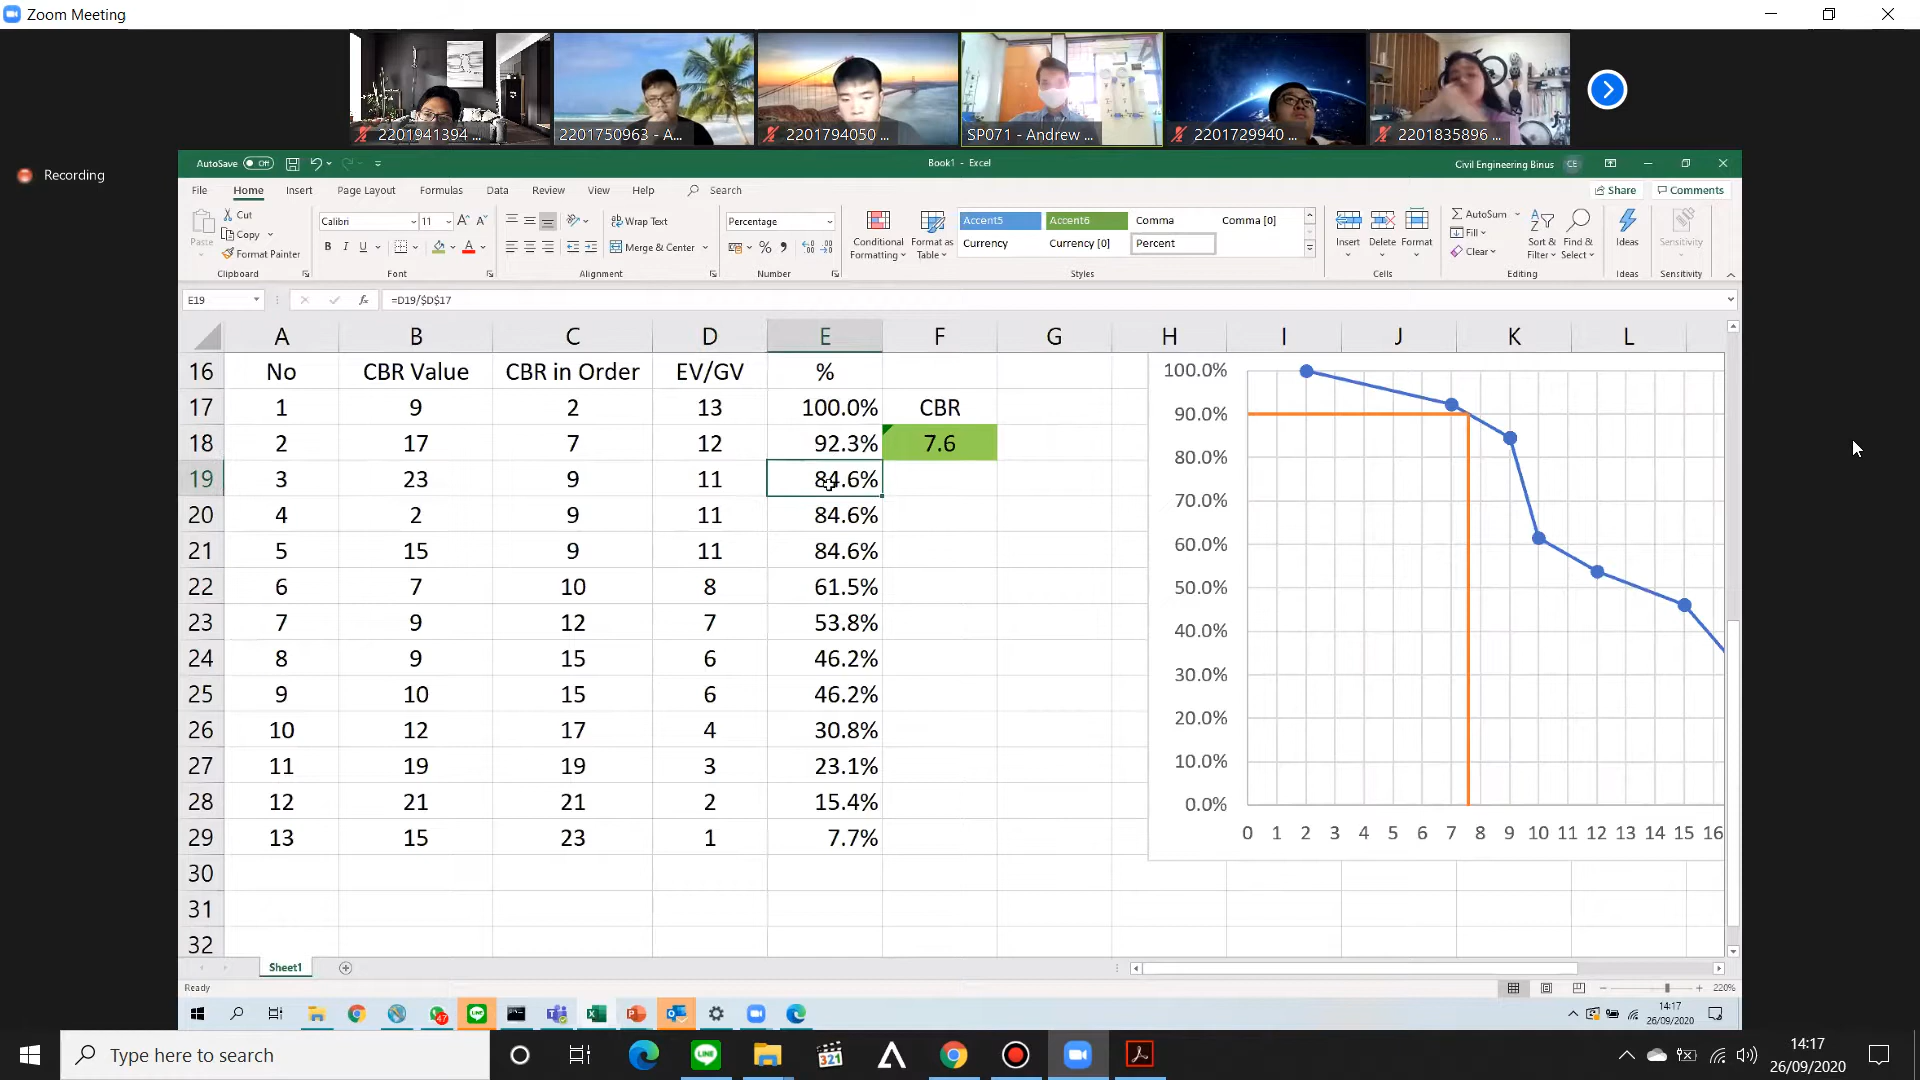 Zoom Meeting
2201941394 ...
2201750963 - A...
2201794050 ...
SP071 - Andrew ...
2201729940 ...
2201835896 ...
Recording
AutoSave Off
Book1 - Excel
Civil Engineering Binus CE
File Home Insert Page Layout Formulas Data Review View Help Search
Share Comments
Paste
Cut
Copy
Format Painter
Clipboard
Calibri 11
B I U
Font
Wrap Text
Merge & Center
Alignment
Percentage
Number
Conditional Formatting
Format as Table
Accent5 Accent6 Comma Comma [0]
Currency Currency [0] Percent
Styles
Insert Delete Format
Cells
AutoSum
Fill
Clear
Sort & Filter
Find & Select
Editing
Ideas
Ideas
Sensitivity
Sensitivity
E19 fx =D19/$D$17
A B C D E F G H I J K L
16 No CBR Value CBR in Order EV/GV %
17 1 9 2 13 100.0% CBR
18 2 17 7 12 92.3% 7.6
19 3 23 9 11 84.6%
20 4 2 9 11 84.6%
21 5 15 9 11 84.6%
22 6 7 10 8 61.5%
23 7 9 12 7 53.8%
24 8 9 15 6 46.2%
25 9 10 15 6 46.2%
26 10 12 17 4 30.8%
27 11 19 19 3 23.1%
28 12 21 21 2 15.4%
29 13 15 23 1 7.7%
30
31
32
100.0%
90.0%
80.0%
70.0%
60.0%
50.0%
40.0%
30.0%
20.0%
10.0%
0.0%
0 1 2 3 4 5 6 7 8 9 10 11 12 13 14 15 16
Sheet1
Ready
220%
47
14:17
26/09/2020
Type here to search
321
14:17
26/09/2020